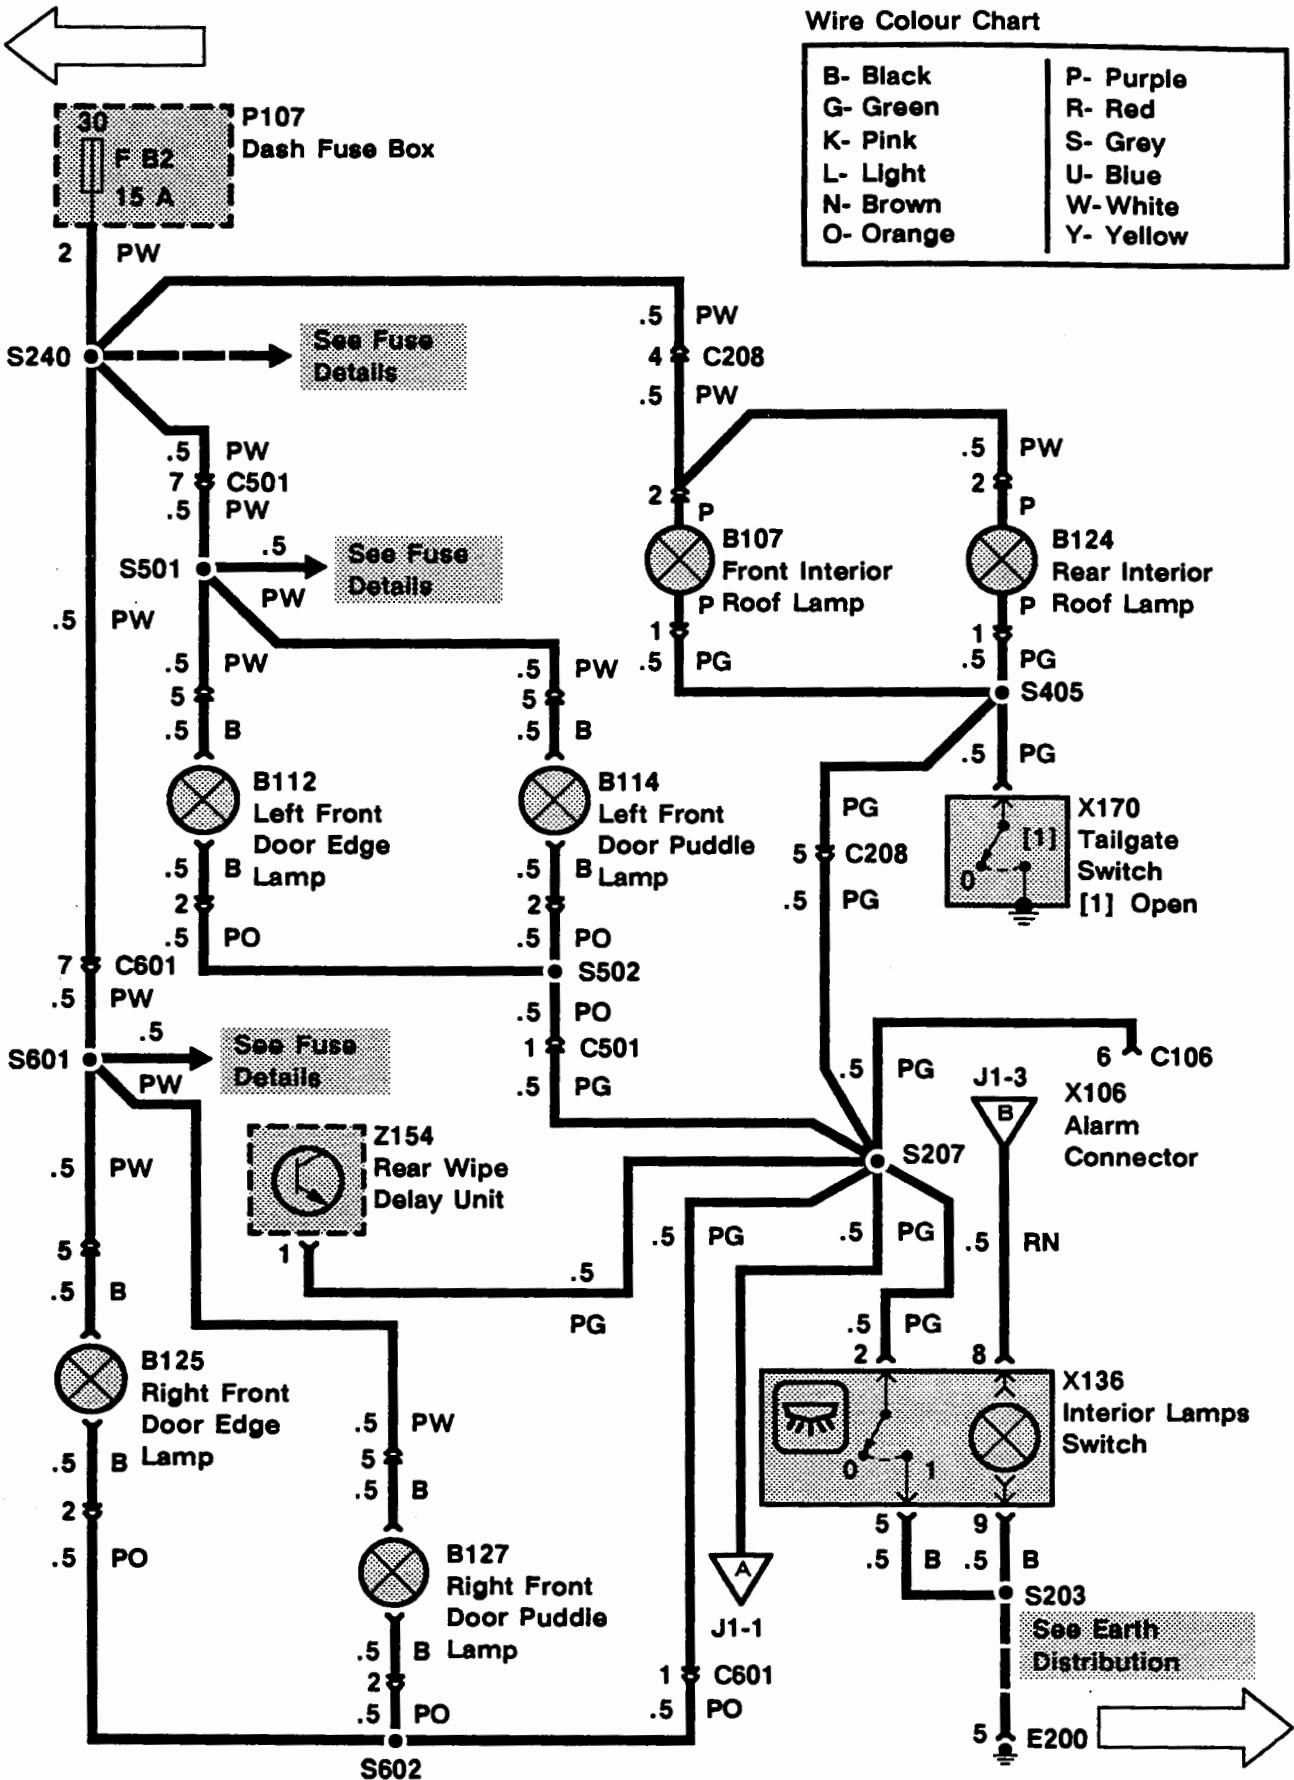 Wire Colour Chart
B- Black
G- Green
K- Pink
L- Light
N- Brown
O- Orange
P- Purple
R- Red
S- Grey
U- Blue
W- White
Y- Yellow
30
F B2
15 A
P107
Dash Fuse Box
2 PW
S240
See Fuse
Details
.5 PW
4 C208
.5 PW
.5 PW
7 C501
.5 PW
.5 PW
2
P
2
P
S501
.5
PW
See Fuse
Details
B107
Front Interior
Roof Lamp
P
B124
Rear Interior
Roof Lamp
P
.5 PW
1
.5 PG
1
.5 PG
S405
.5 PW
5
.5 B
.5 PW
5
.5 B
.5 PG
B112
Left Front
Door Edge
Lamp
B114
Left Front
Door Puddle
Lamp
PG
5 C208
.5 PG
X170
Tailgate
Switch
[1] Open
[1]
0
.5 B
2
.5 PO
.5 B
2
.5 PO
S502
7 C601
.5 PW
.5 PO
1 C501
.5 PG
S601
.5
PW
See Fuse
Details
.5 PG
6 C106
J1-3
B
X106
Alarm
Connector
Z154
Rear Wipe
Delay Unit
1
S207
.5 PW
.5 PG
.5 PG
.5 RN
5
.5 B
.5
PG
.5 PG
2
8
B125
Right Front
Door Edge
Lamp
X136
Interior Lamps
Switch
0
1
.5 PW
5
.5 B
.5 B
2
.5 PO
5
.5 B
9
.5 B
B127
Right Front
Door Puddle
Lamp
A
J1-1
S203
See Earth
Distribution
.5 B
2
.5 PO
1 C601
.5 PO
5 E200
S602